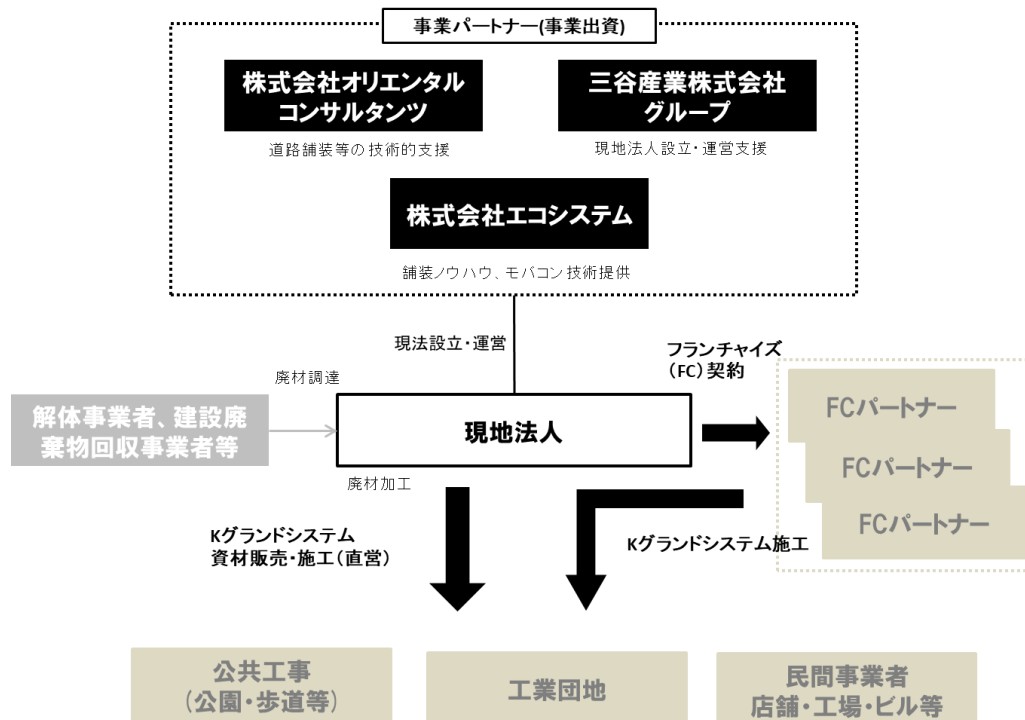 事業パートナー(事業出資)
株式会社オリエンタル
コンサルタンツ
三谷産業株式会社
グループ
道路舗装等の技術的支援
現地法人設立・運営支援
株式会社エコシステム
舗装ノウハウ、モバコン技術提供
現法設立・運営
フランチャイズ
（FC）契約
廃材調達
解体事業者、建設廃
棄物回収事業者等
現地法人
FCパートナー
FCパートナー
FCパートナー
廃材加工
Kグランドシステム
資材販売・施工（直営）
Kグランドシステム施工
公共工事
（公園・歩道等）
工業団地
民間事業者
店舗・工場・ビル等